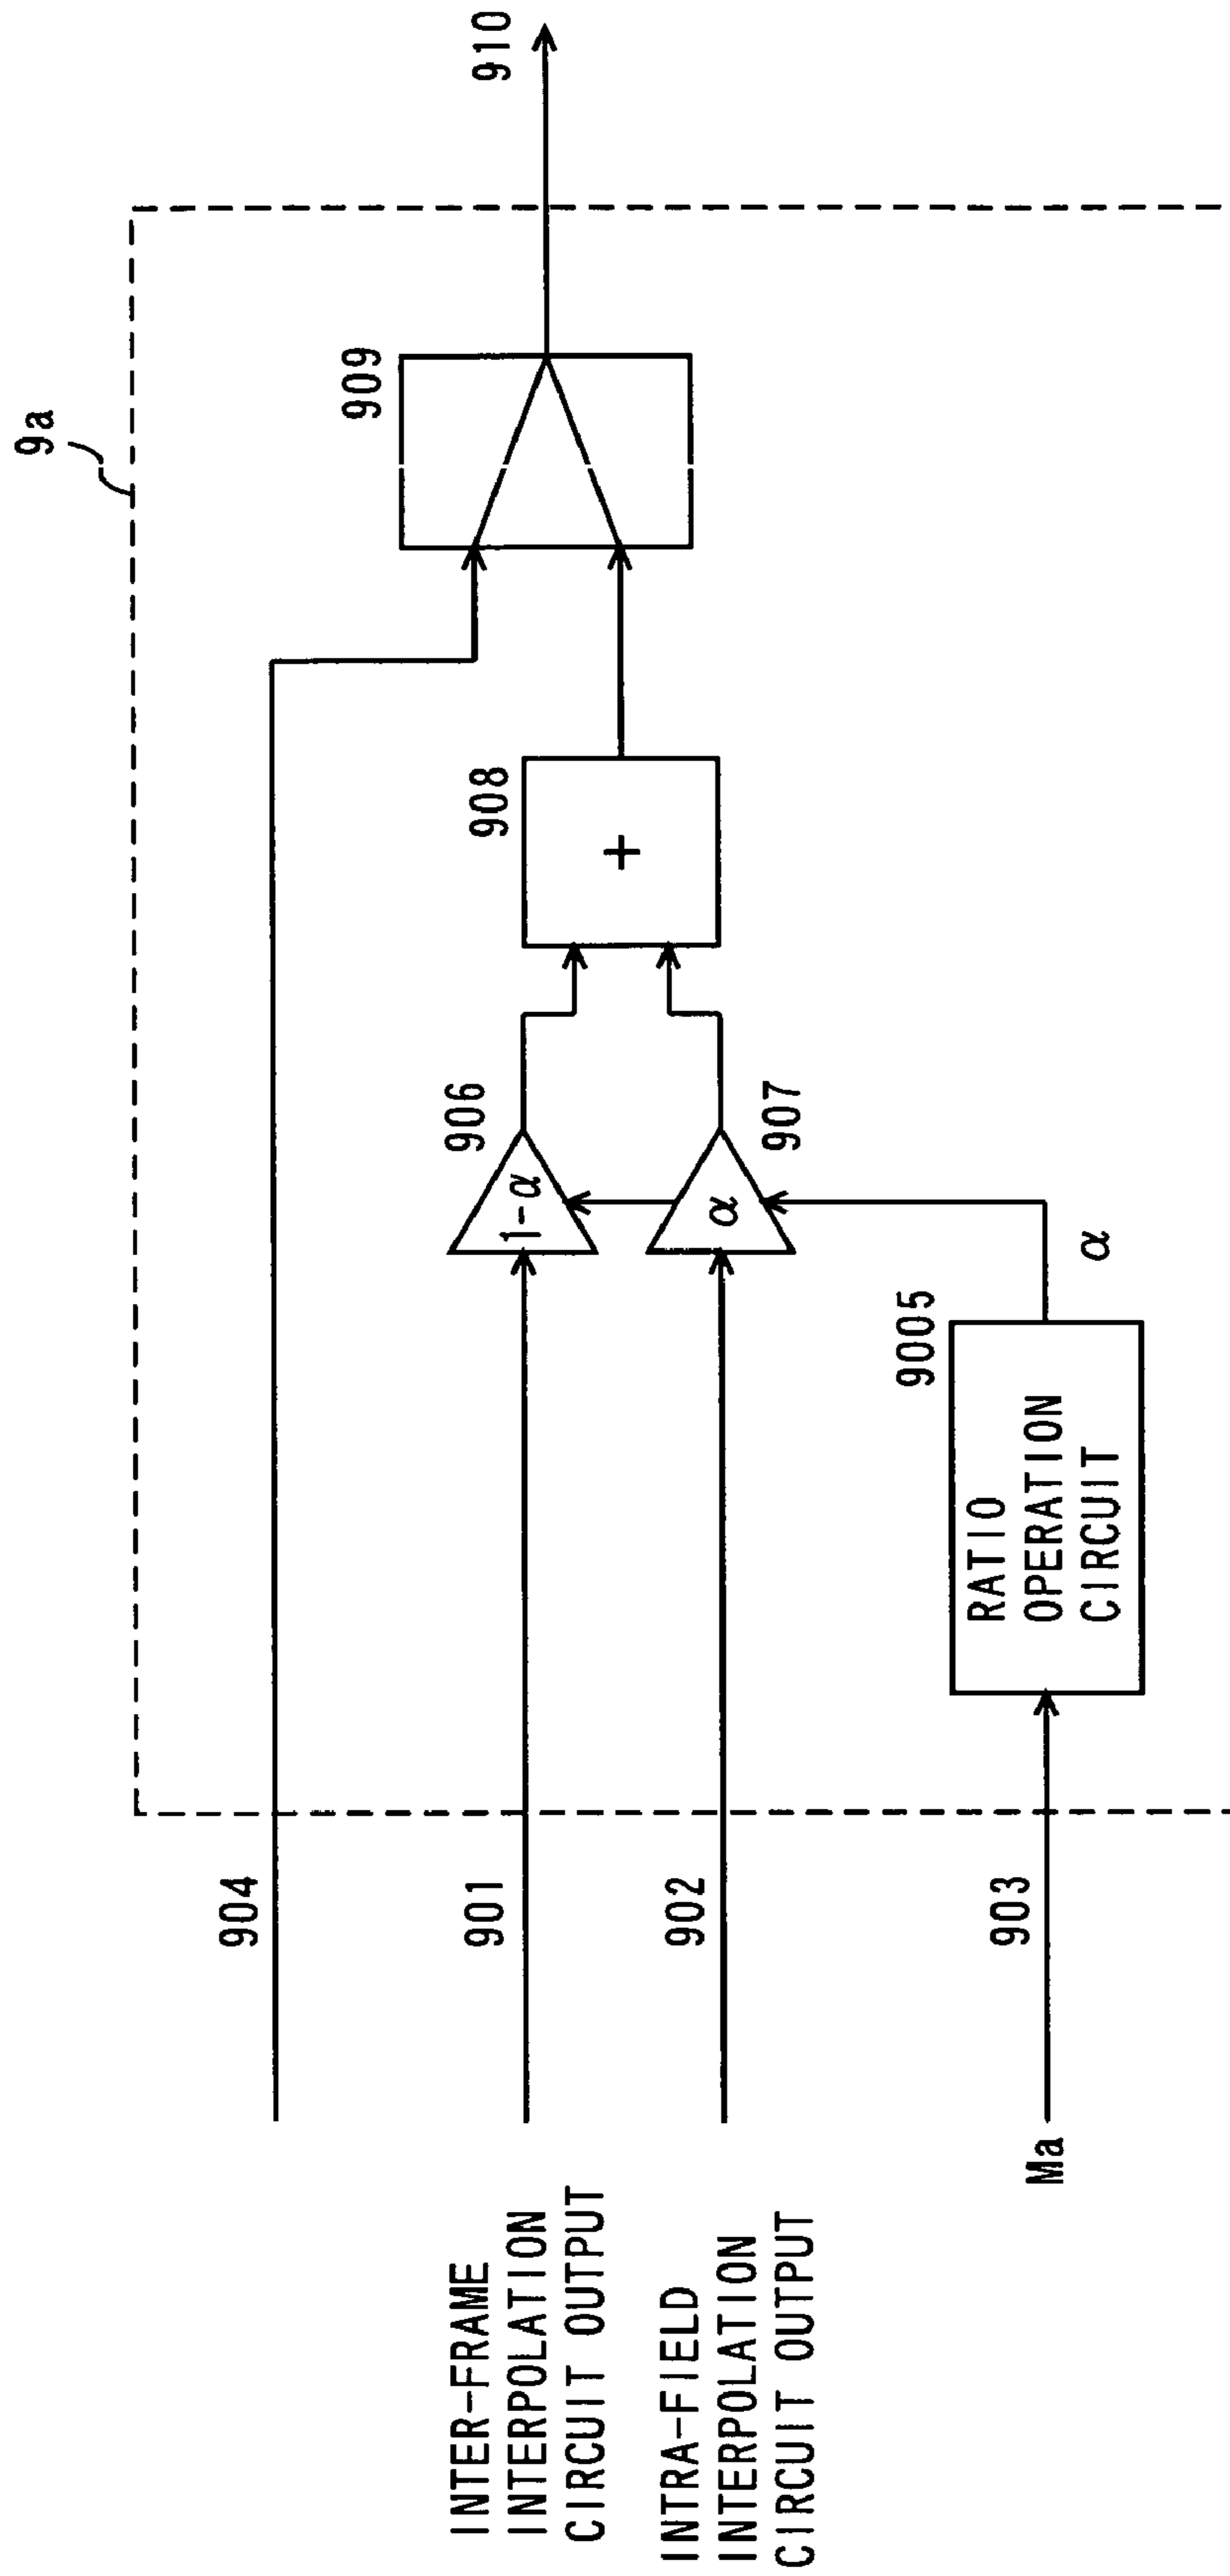 9a
904
901
902
903
INTER-FRAME
INTERPOLATION
CIRCUIT OUTPUT
INTRA-FIELD
INTERPOLATION
CIRCUIT OUTPUT
Ma
9005
RATIO
OPERATION
CIRCUIT
α
906
1-α
907
α
908
+
909
910